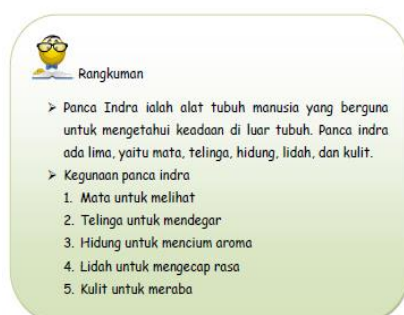 Rangkuman
➢ Panca Indra ialah alat tubuh manusia yang berguna
untuk mengetahui keadaan di luar tubuh. Panca indra
ada lima, yaitu mata, telinga, hidung, lidah, dan kulit.
➢ Kegunaan panca indra
1. Mata untuk melihat
2. Telinga untuk mendegar
3. Hidung untuk mencium aroma
4. Lidah untuk mengecap rasa
5. Kulit untuk meraba